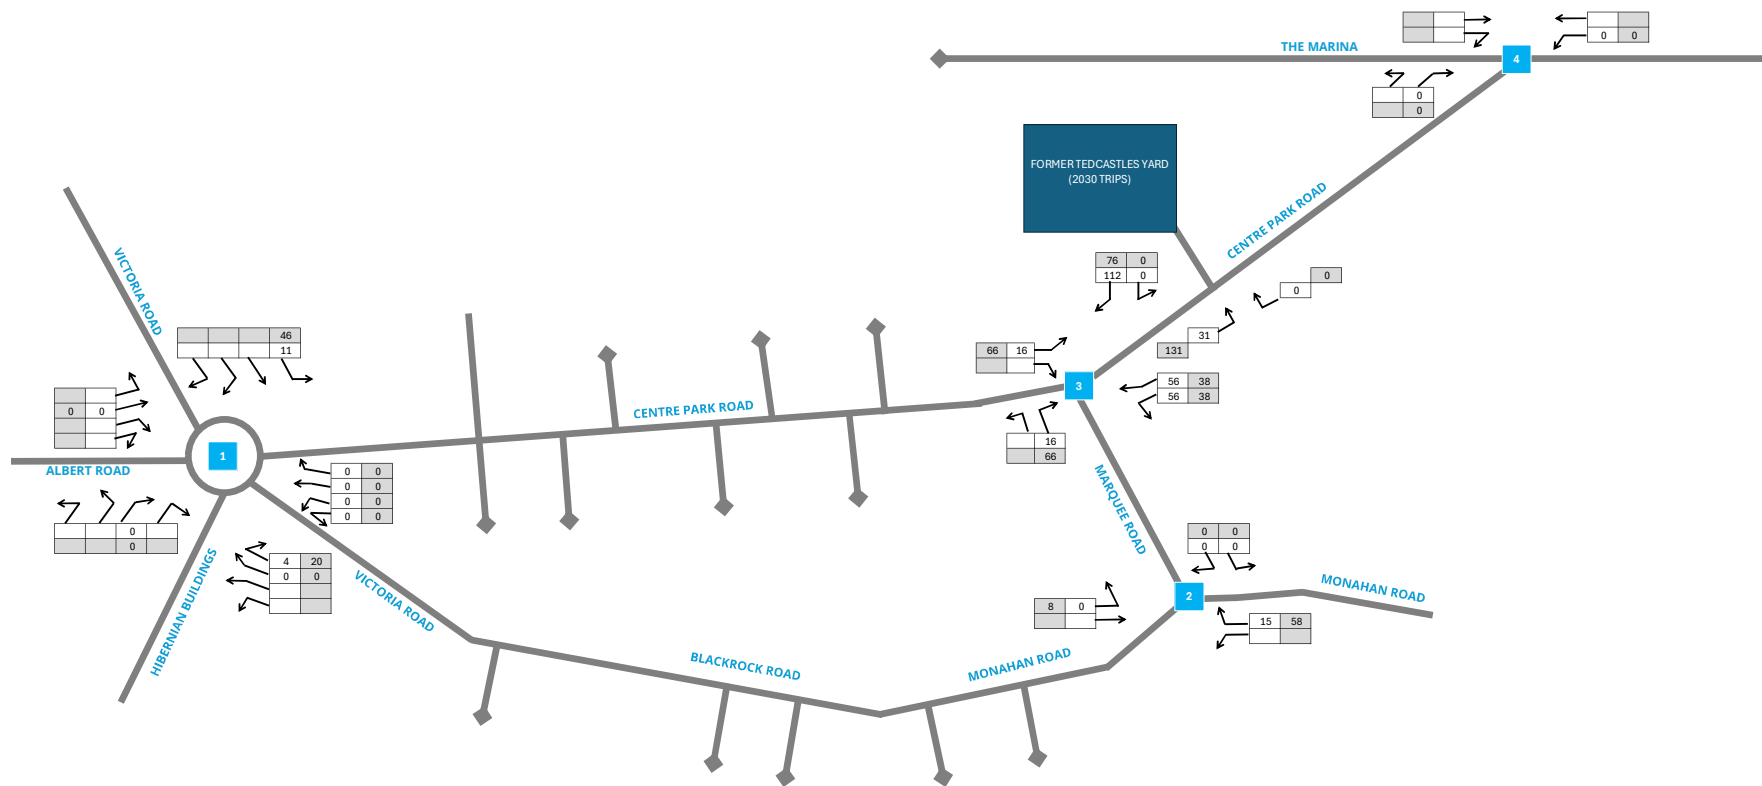 THE MARINA
0 0
4
0
0
FORMER TEDCASTLES YARD
(2030 TRIPS)
CENTRE PARK ROAD
VICTORIA ROAD
76 0
112 0
0
0
31
131
46
11
66 16
3
56 38
56 38
0 0
CENTRE PARK ROAD
16
66
1
ALBERT ROAD
0 0
0 0
0 0
0 0
MARQUEE ROAD
0
0
HIBERNIAN BUILDINGS
4 20
0 0
VICTORIA ROAD
0 0
0 0
2
MONAHAN ROAD
8 0
15 58
BLACKROCK ROAD
MONAHAN ROAD